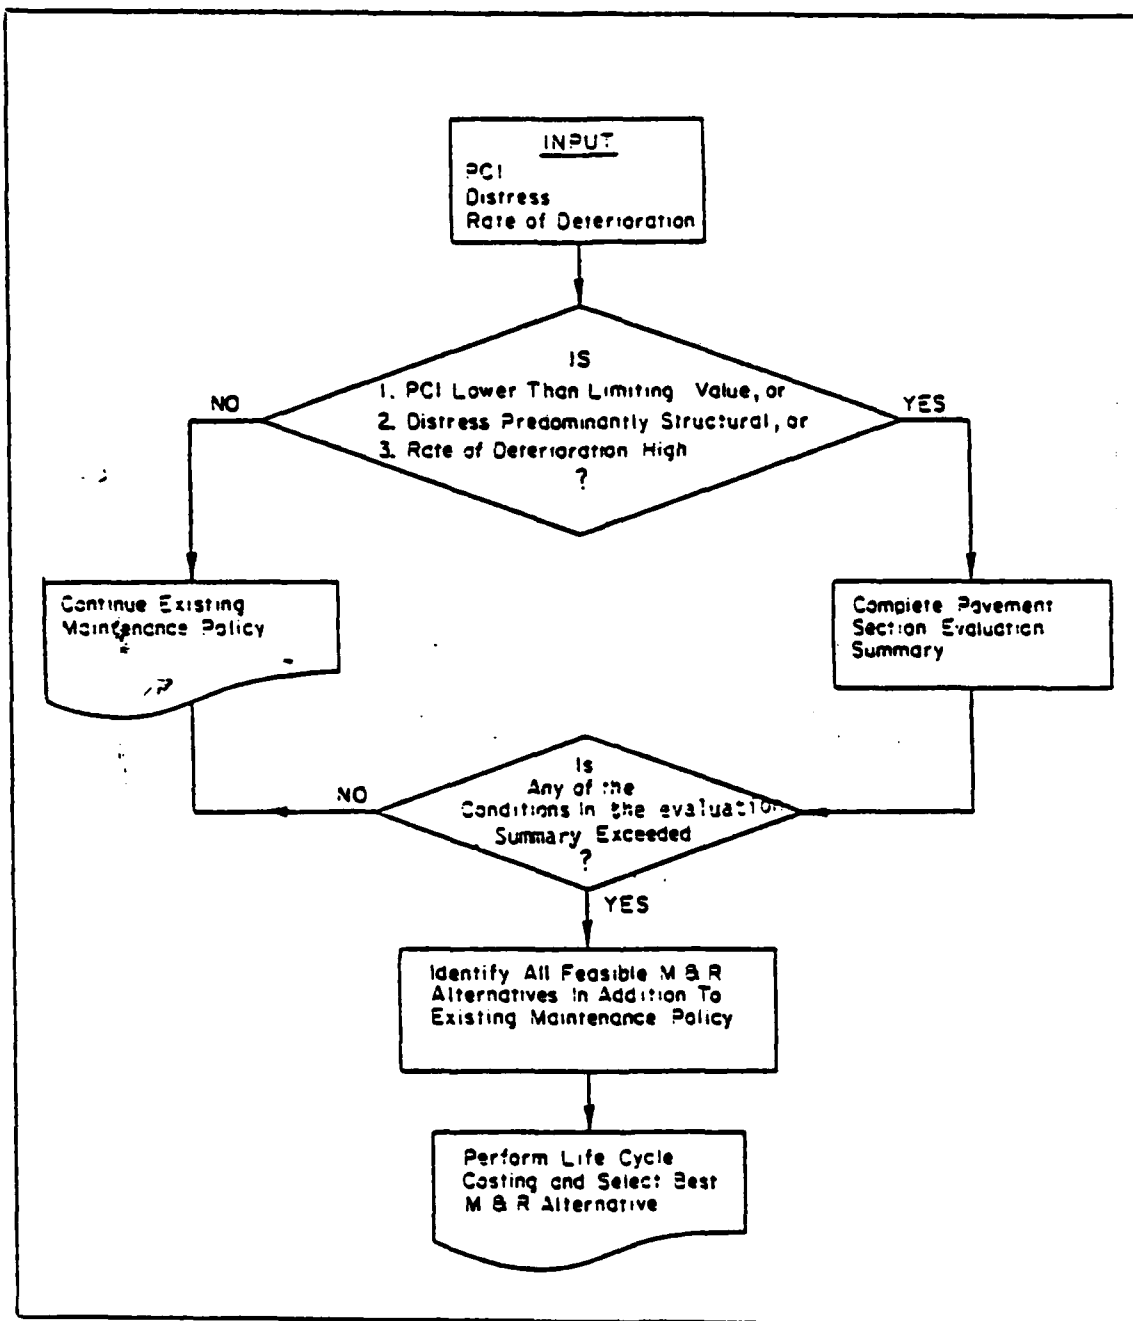 INPUT
PCI
Distress
Rate of Deterioration
IS
1. PCI Lower Than Limiting Value, or
2. Distress Predominantly Structural, or
3. Rate of Deterioration High
?
NO
YES
Continue Existing
Maintenance Policy
Complete Pavement
Section Evaluation
Summary
Is
Any of the
Conditions In the evaluation
Summary Exceeded
?
NO
YES
Identify All Feasible M & R
Alternatives In Addition To
Existing Maintenance Policy
Perform Life Cycle
Costing and Select Best
M & R Alternative